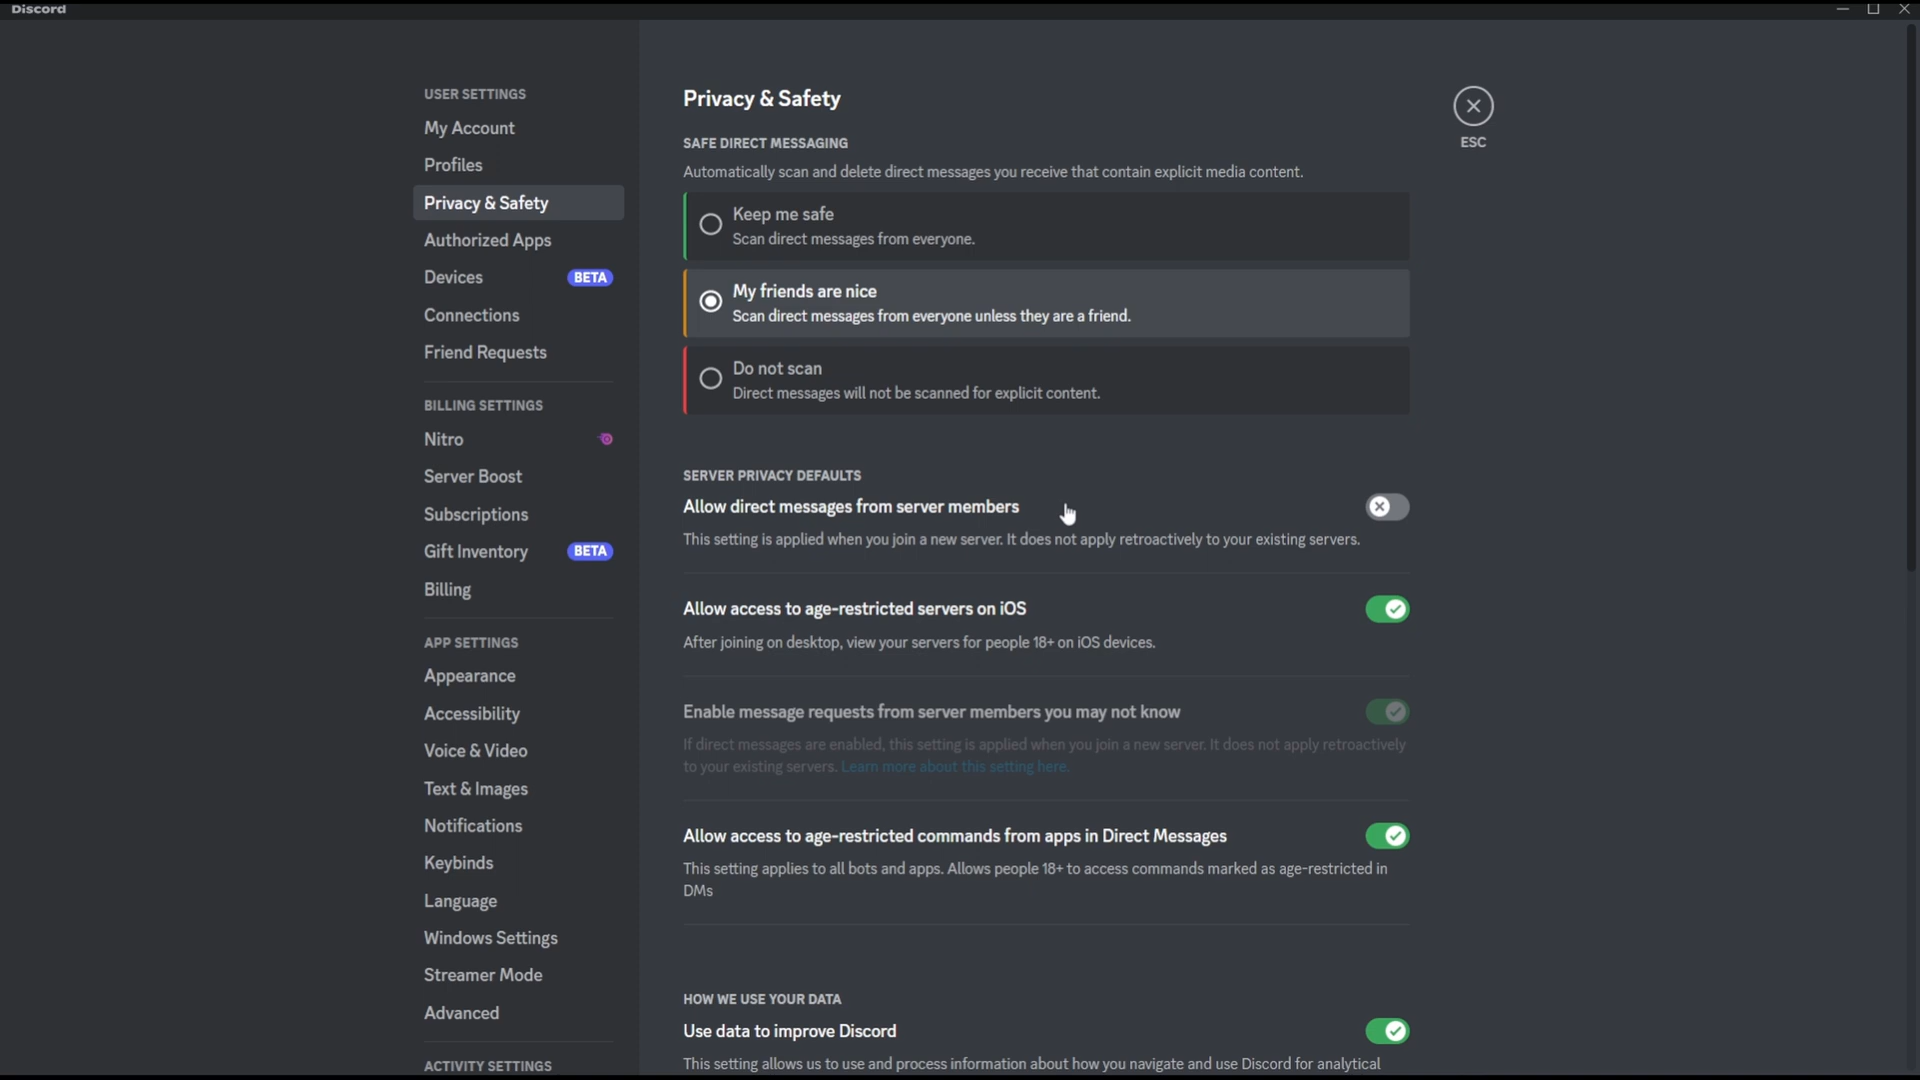 Discord
USER SETTINGS
My Account
Profiles
Privacy & Safety
Authorized Apps
Devices BETA
Connections
Friend Requests
BILLING SETTINGS
Nitro
Server Boost
Subscriptions
Gift Inventory BETA
Billing
APP SETTINGS
Appearance
Accessibility
Voice & Video
Text & Images
Notifications
Keybinds
Language
Windows Settings
Streamer Mode
Advanced
ACTIVITY SETTINGS
Privacy & Safety
ESC
SAFE DIRECT MESSAGING
Automatically scan and delete direct messages you receive that contain explicit media content.
Keep me safe
Scan direct messages from everyone.
My friends are nice
Scan direct messages from everyone unless they are a friend.
Do not scan
Direct messages will not be scanned for explicit content.
SERVER PRIVACY DEFAULTS
Allow direct messages from server members
This setting is applied when you join a new server. It does not apply retroactively to your existing servers.
Allow access to age-restricted servers on iOS
After joining on desktop, view your servers for people 18+ on iOS devices.
Enable message requests from server members you may not know
If direct messages are enabled, this setting is applied when you join a new server. It does not apply retroactively
to your existing servers. Learn more about this setting here.
Allow access to age-restricted commands from apps in Direct Messages
This setting applies to all bots and apps. Allows people 18+ to access commands marked as age-restricted in
DMs
HOW WE USE YOUR DATA
Use data to improve Discord
This setting allows us to use and process information about how you navigate and use Discord for analytical